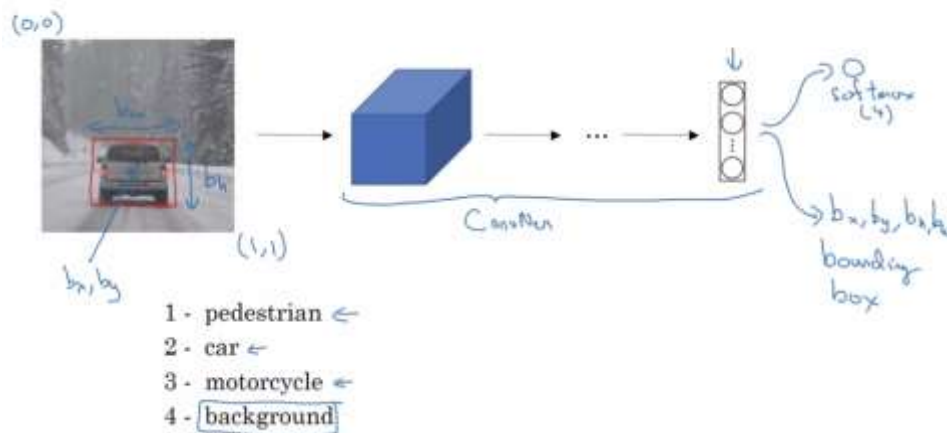 (0,0)
bw
bh
bx, by
(1,1)
...
ConvNet
softmax
(4)
bx, by, bh, bw
bounding
box
1 - pedestrian
2 - car
3 - motorcycle
4 - background